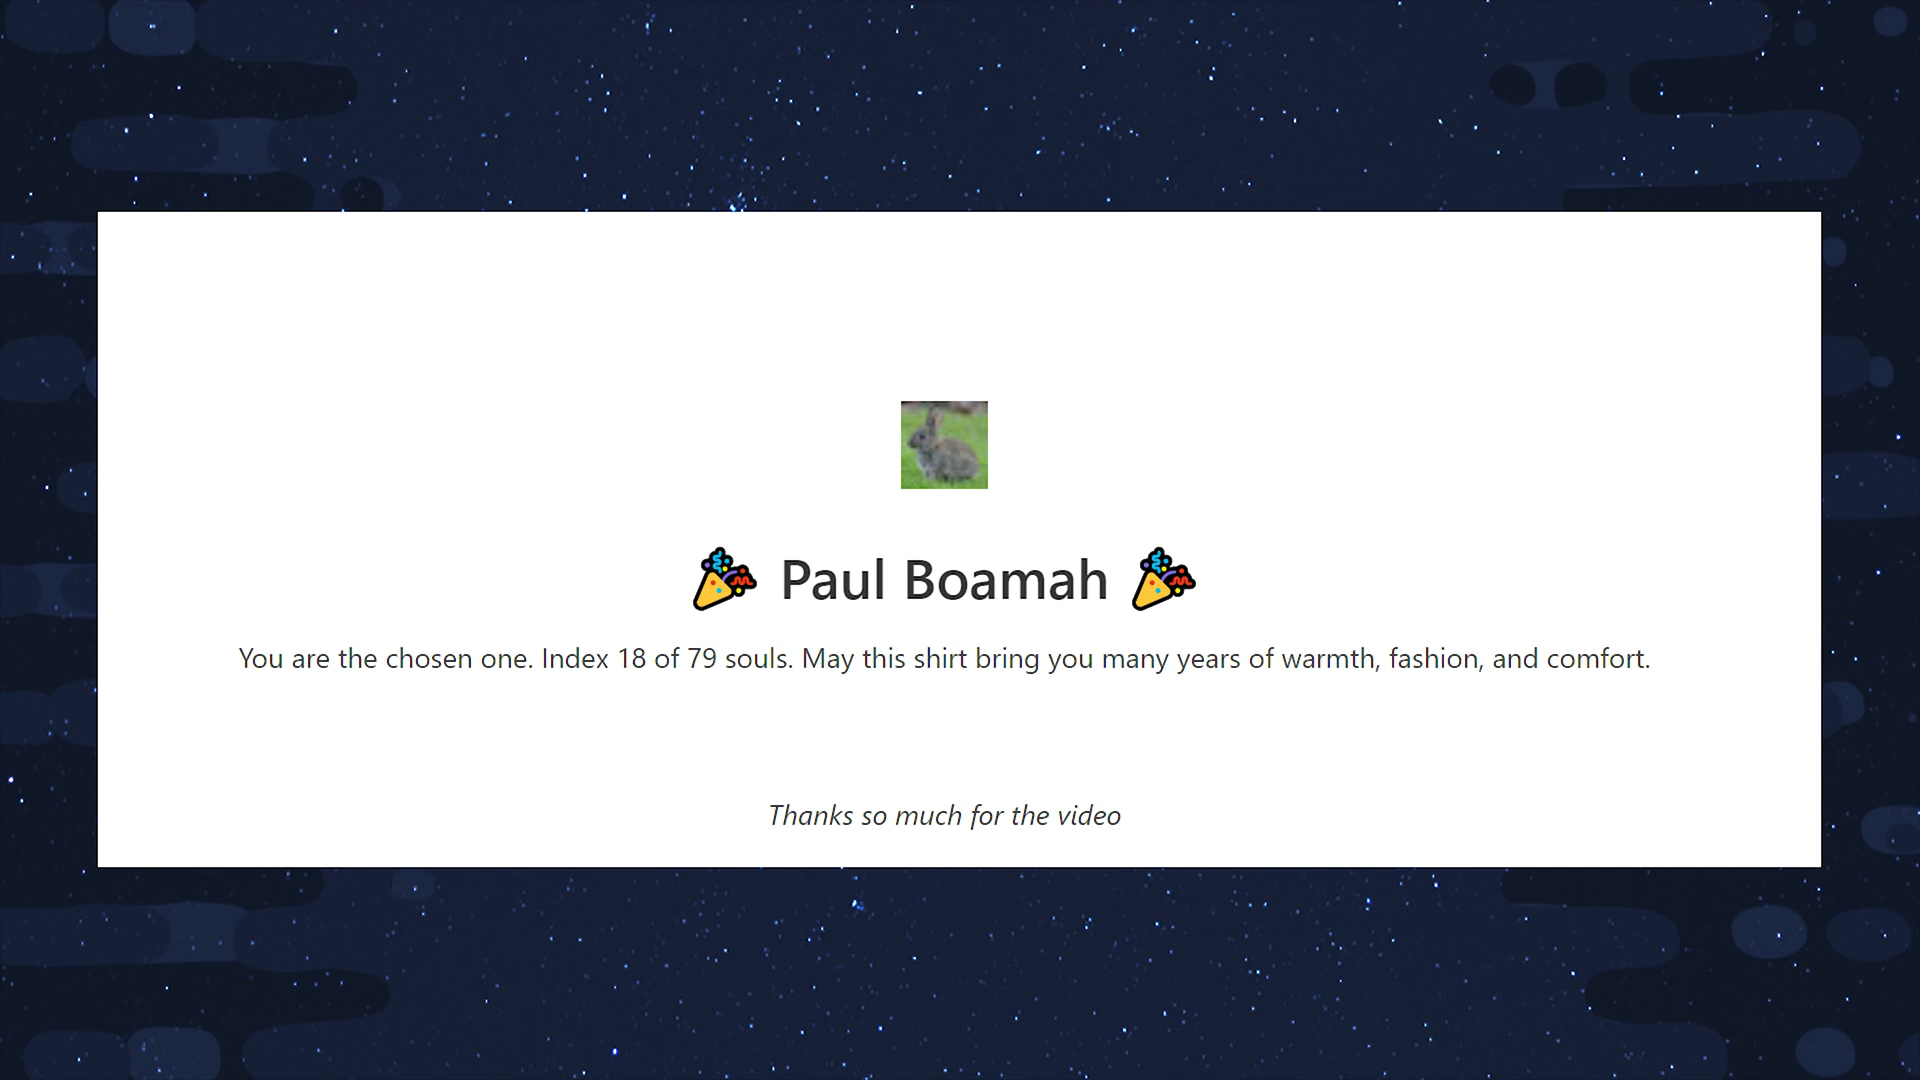 🎉 Paul Boamah 🎉
You are the chosen one. Index 18 of 79 souls. May this shirt bring you many years of warmth, fashion, and comfort.
Thanks so much for the video